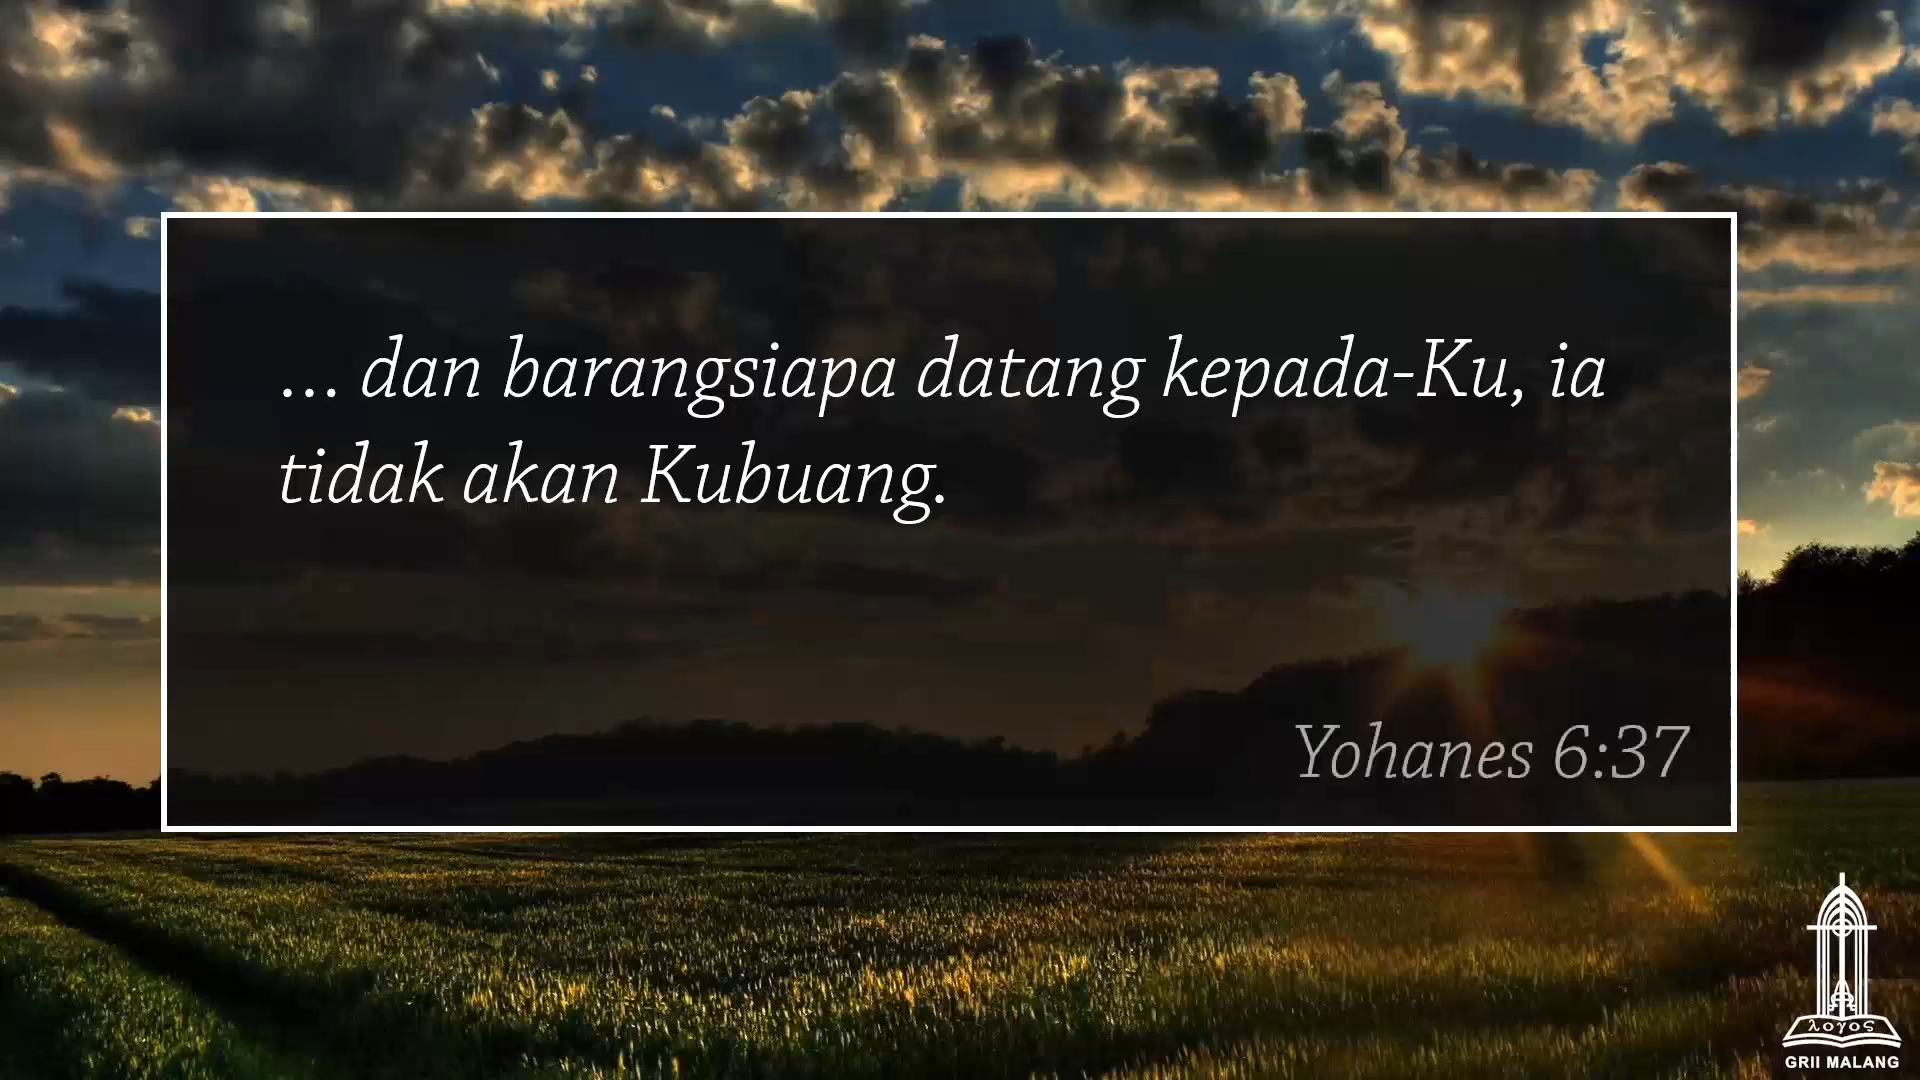 ... dan barangsiapa datang kepada-Ku, ia
tidak akan Kubuang.
Yohanes 6:37
λογος
GRII MALANG